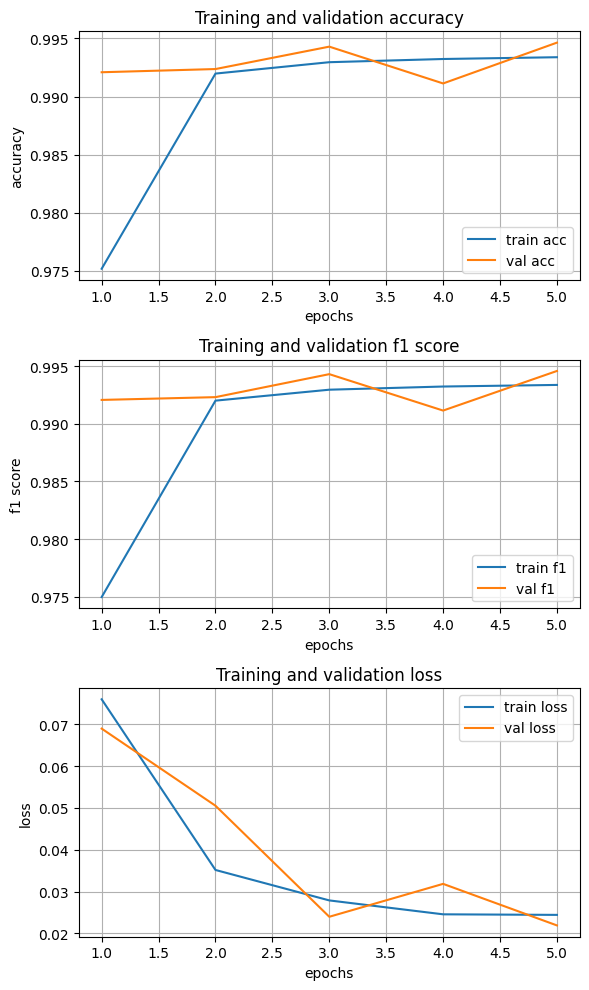 Training and validation accuracy
0.995
0.990
0.985
0.980
0.975
accuracy
train acc
val acc
1.0 1.5 2.0 2.5 3.0 3.5 4.0 4.5 5.0
epochs
Training and validation f1 score
0.995
0.990
0.985
0.980
0.975
f1 score
train f1
val f1
1.0 1.5 2.0 2.5 3.0 3.5 4.0 4.5 5.0
epochs
Training and validation loss
train loss
val loss
0.07
0.06
0.05
0.04
0.03
0.02
loss
1.0 1.5 2.0 2.5 3.0 3.5 4.0 4.5 5.0
epochs